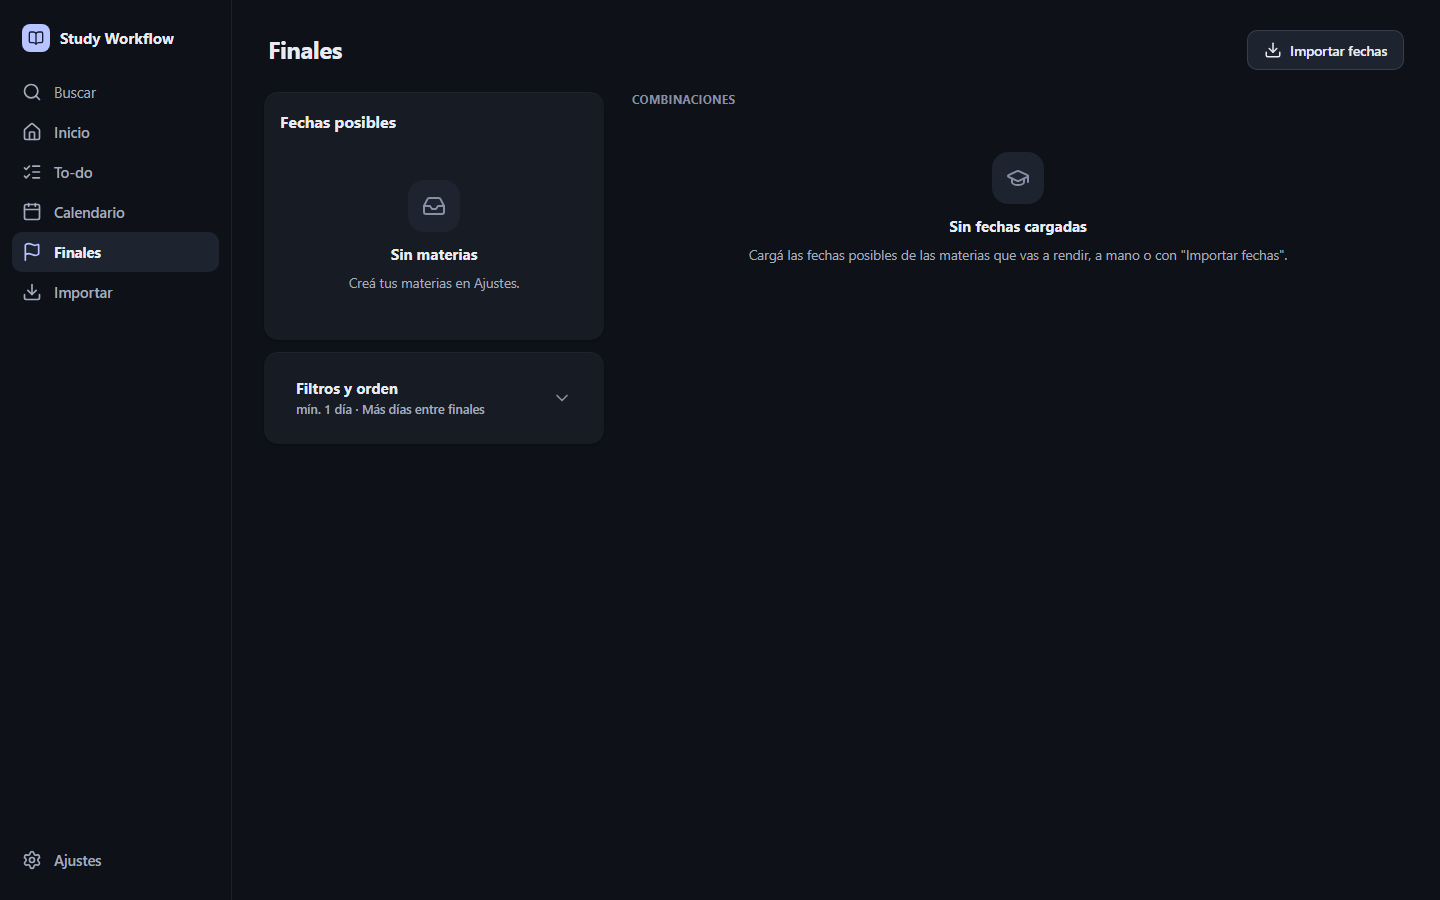 Study Workflow
Buscar
Inicio
To-do
Calendario
Finales
Importar
Ajustes
Finales
Importar fechas
Fechas posibles
Sin materias
Creá tus materias en Ajustes.
Filtros y orden
mín. 1 día · Más días entre finales
COMBINACIONES
Sin fechas cargadas
Cargá las fechas posibles de las materias que vas a rendir, a mano o con "Importar fechas".